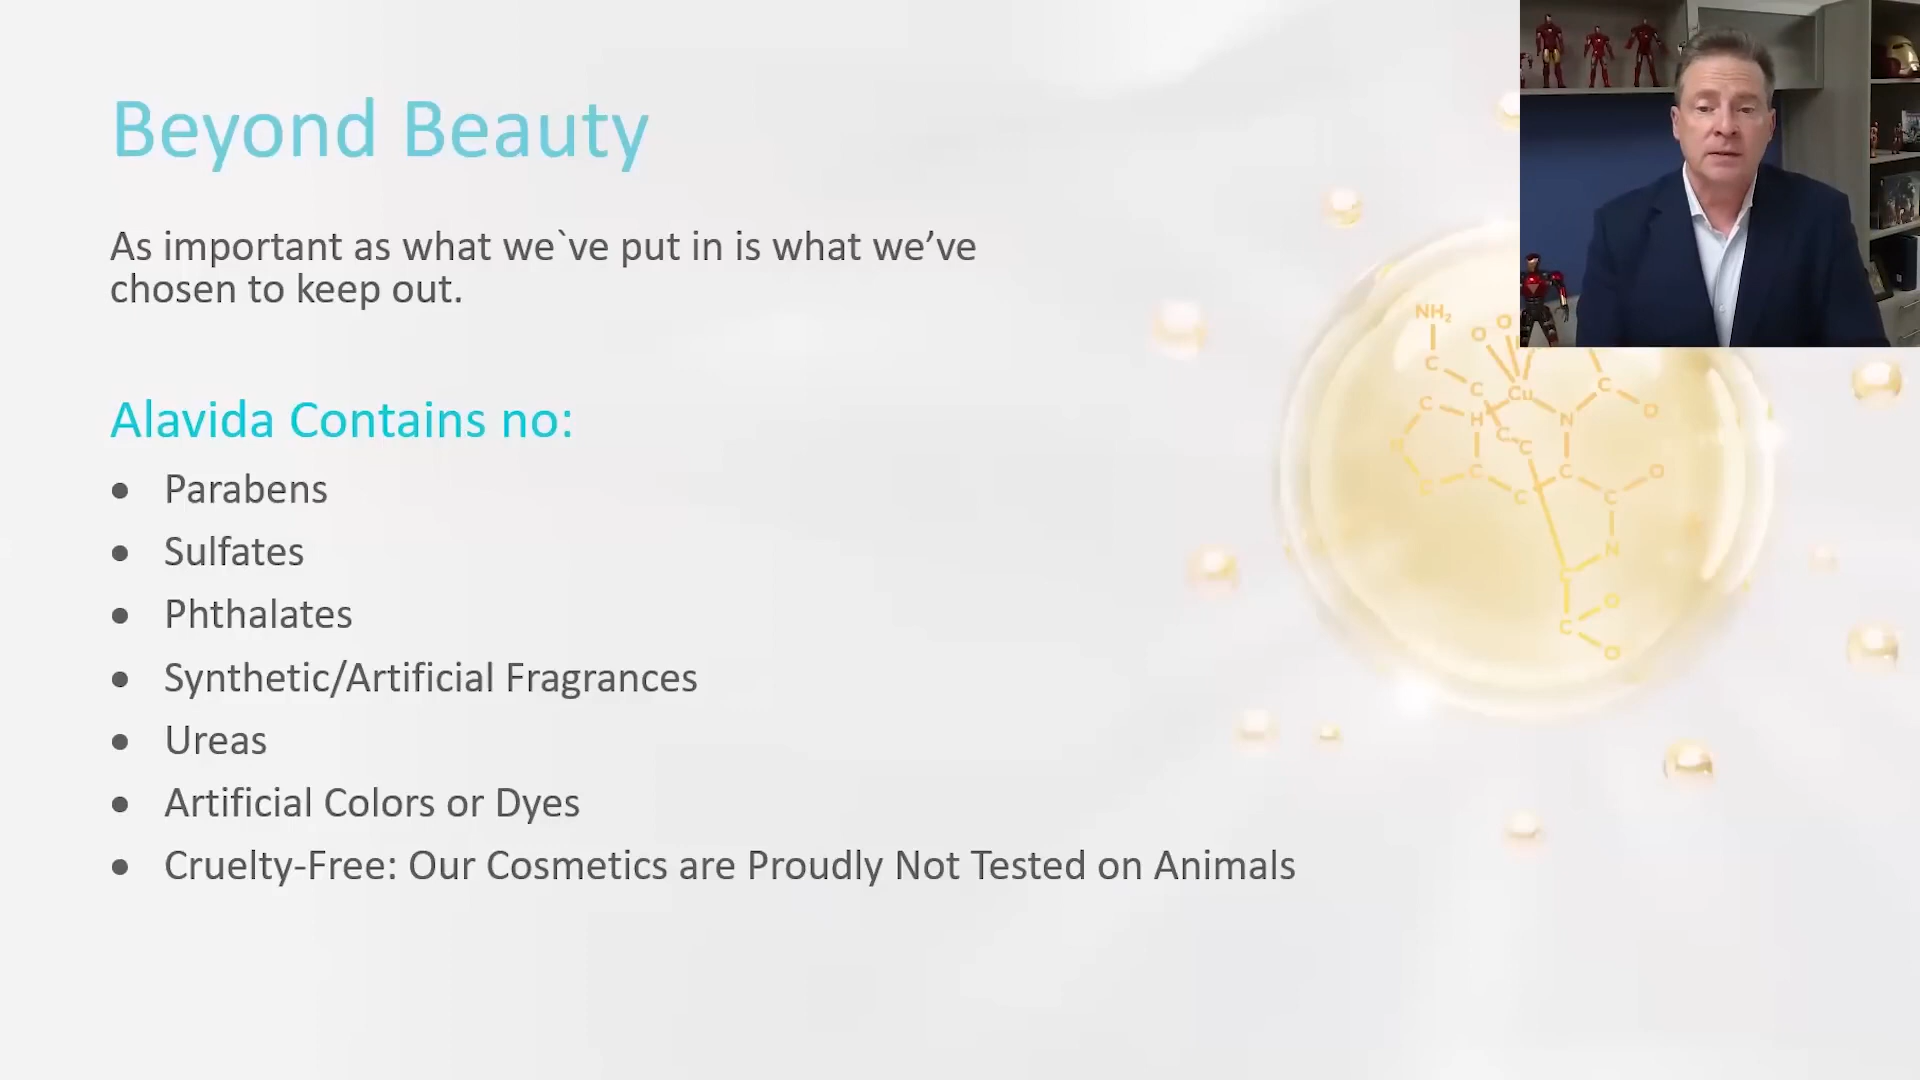 Beyond Beauty
As important as what we`ve put in is what we’ve
chosen to keep out.
Alavida Contains no:
• Parabens
• Sulfates
• Phthalates
• Synthetic/Artificial Fragrances
• Ureas
• Artificial Colors or Dyes
• Cruelty-Free: Our Cosmetics are Proudly Not Tested on Animals
NH₂
O
O
C
C
Cu
C
O
C
H
N
C
C
C
C
O
C
C
C
N
O
C
O